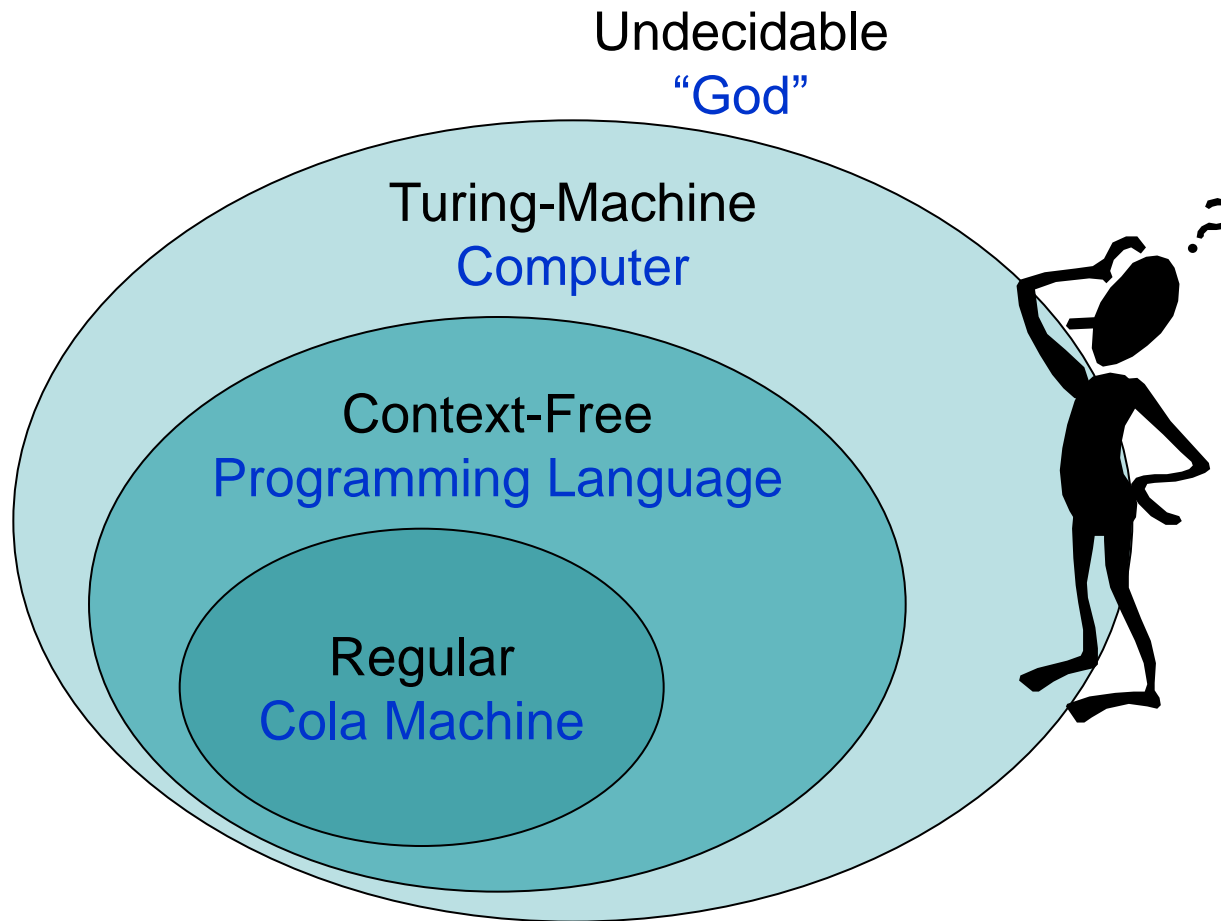 Undecidable
“God”
Turing-Machine
Computer
Context-Free
Programming Language
Regular
Cola Machine